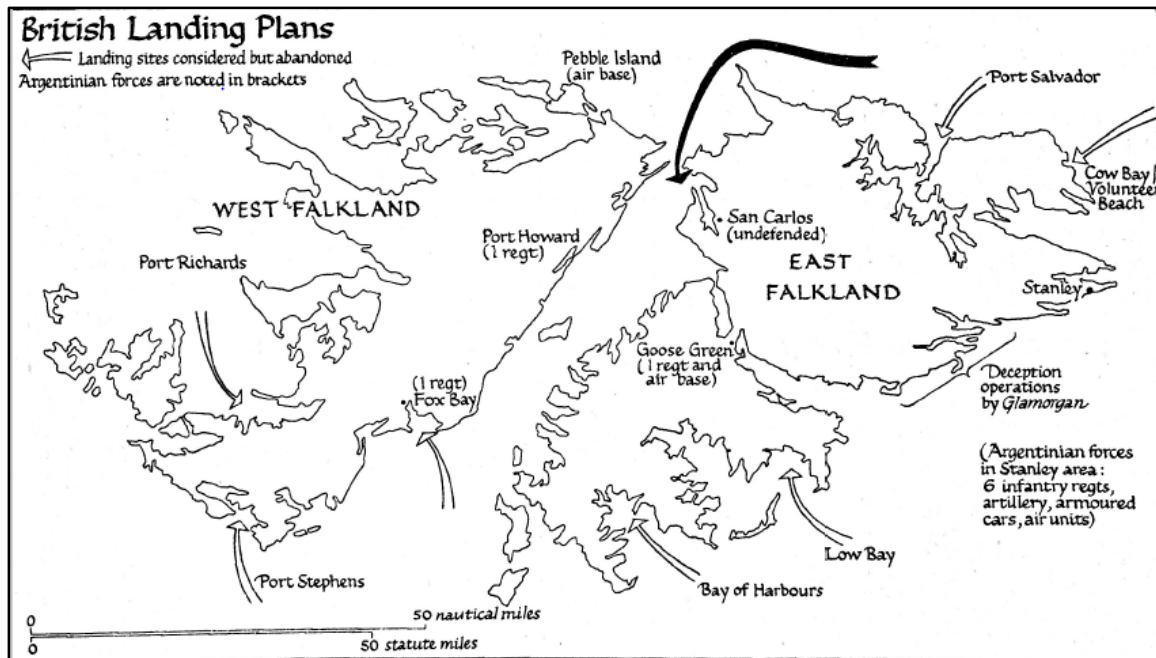 British Landing Plans
Landing sites considered but abandoned
Argentinian forces are noted in brackets
Pebble Island
(air base)
Port Salvador
Cow Bay/
Volunteer
Beach
WEST FALKLAND
San Carlos
(undefended)
Port Howard
(1 regt)
Port Richards
EAST
FALKLAND
Stanley
Goose Green
(1 regt and
air base)
(1 regt)
Fox Bay
Deception
operations
by Glamorgan
(Argentinian forces
in Stanley area:
6 infantry regts,
artillery, armoured
cars, air units)
Low Bay
Port Stephens
Bay of Harbours
0
50 nautical miles
0
50
statute miles